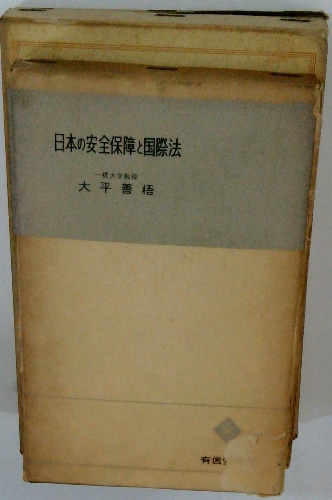 日本の安全保障と国際法
一橋大学教授
大平善梧
有信